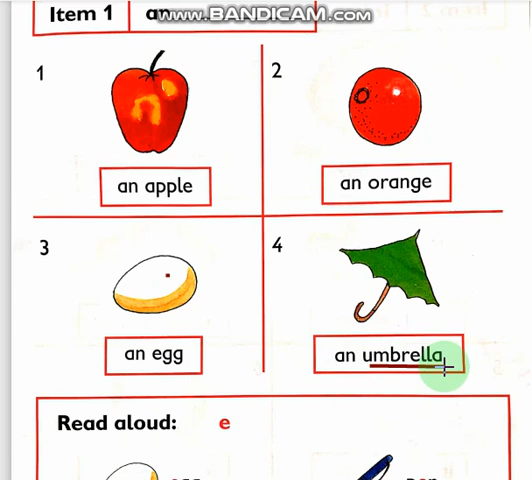 www.BANDICAM.com
Item 1 an
1
2
an apple
an orange
3
4
an egg
an umbrella
Read aloud: e